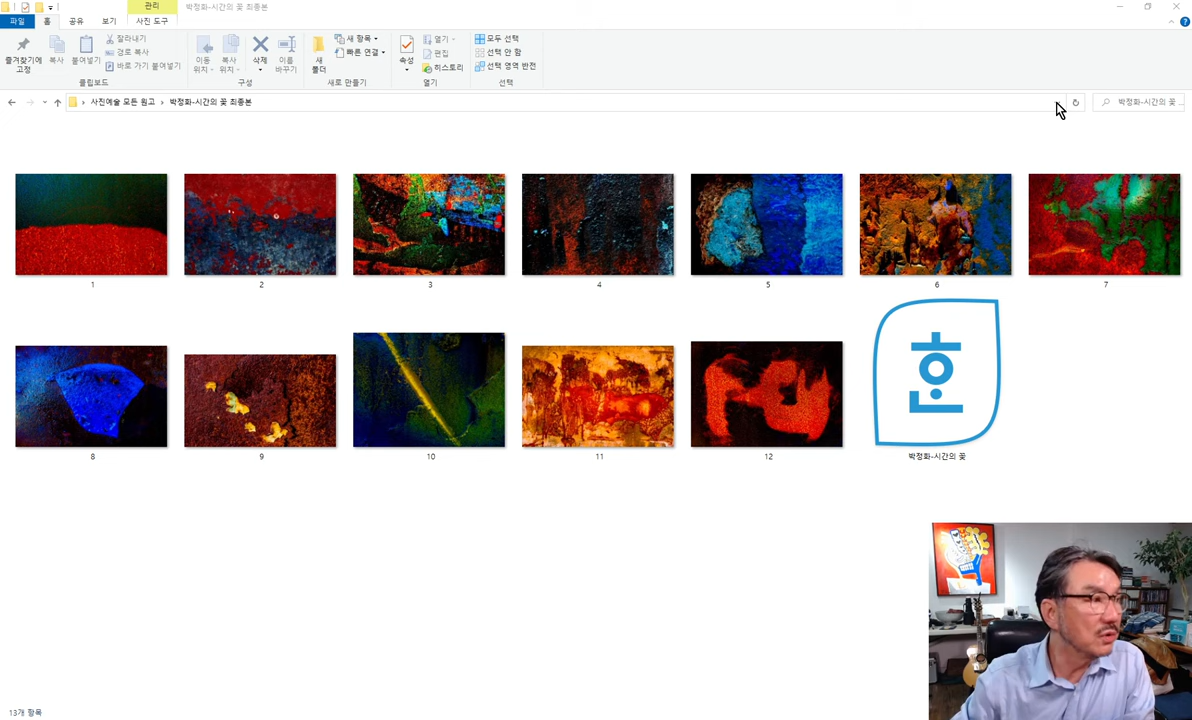 관리
박정화-시간의 꽃 최종본
파일
홈
공유
보기
사진 도구
즐겨찾기에
고정
복사
붙여넣기
잘라내기
경로 복사
바로 가기 붙여넣기
클립보드
이동
위치
복사
위치
삭제
이름
바꾸기
구성
새
폴더
새 항목
빠른 연결
새로 만들기
속성
열기
편집
히스토리
열기
모두 선택
선택 안 함
선택 영역 반전
선택
사진예술 모든 원고 > 박정화-시간의 꽃 최종본
박정화-시간의 꽃 ...
1
2
3
4
5
6
7
한
8
9
10
11
12
박정화-시간의 꽃
13개 항목